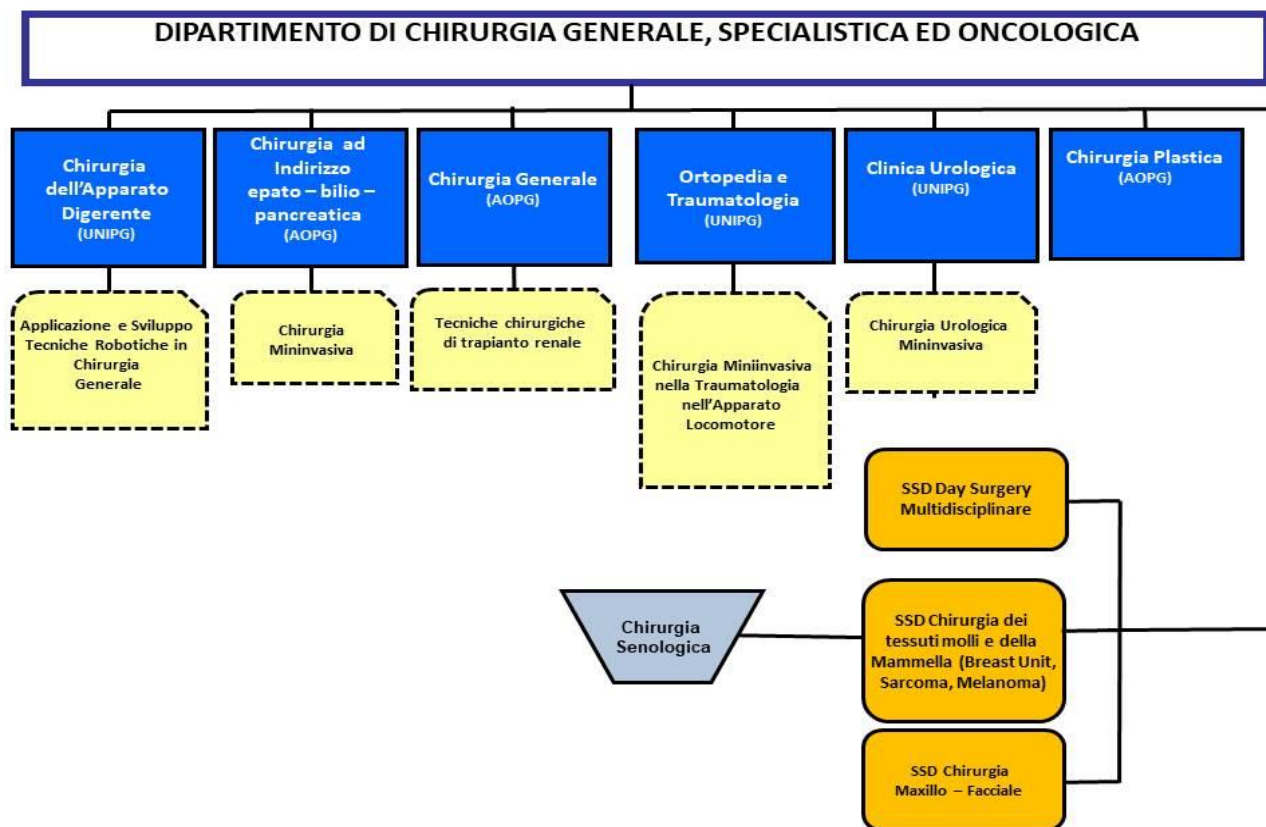 DIPARTIMENTO DI CHIRURGIA GENERALE, SPECIALISTICA ED ONCOLOGICA
Chirurgia
dell'Apparato
Digerente
(UNIPG)
Chirurgia ad
Indirizzo
epato – bilio –
pancreatica
(AOPG)
Chirurgia Generale
(AOPG)
Ortopedia e
Traumatologia
(UNIPG)
Clinica Urologica
(UNIPG)
Chirurgia Plastica
(AOPG)
Applicazione e Sviluppo
Tecniche Robotiche in
Chirurgia
Generale
Chirurgia
Mininvasiva
Tecniche chirurgiche
di trapianto renale
Chirurgia Miniinvasiva
nella Traumatologia
nell'Apparato
Locomotore
Chirurgia Urologica
Mininvasiva
SSD Day Surgery
Multidisciplinare
Chirurgia
Senologica
SSD Chirurgia dei
tessuti molli e della
Mammella (Breast Unit,
Sarcoma, Melanoma)
SSD Chirurgia
Maxillo – Facciale